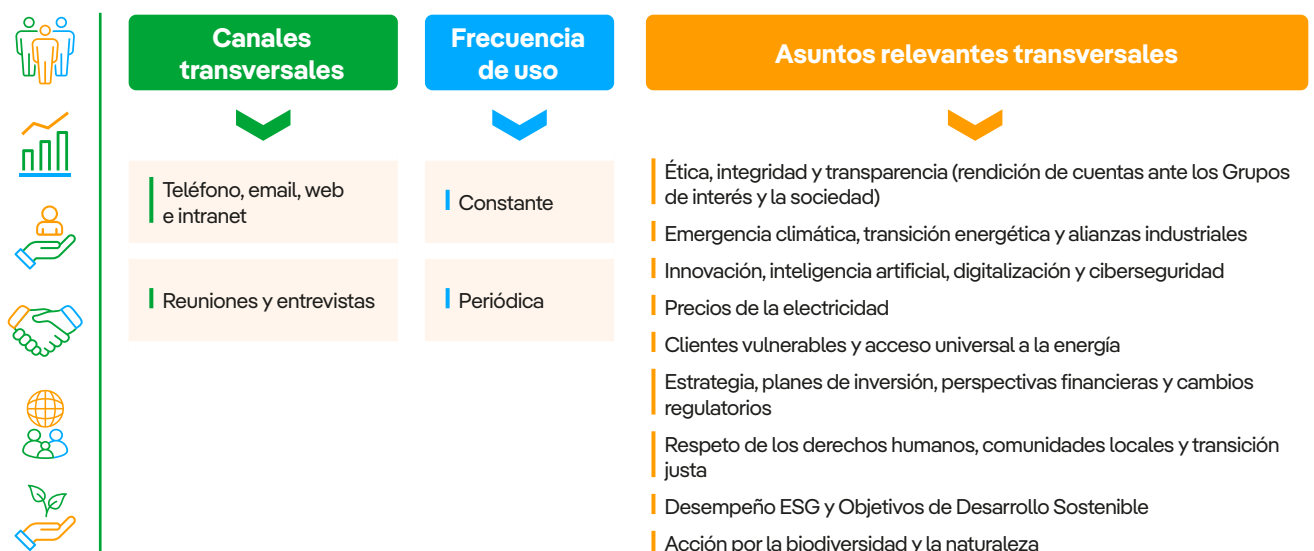 Canales
transversales
Frecuencia
de uso
Asuntos relevantes transversales
Teléfono, email, web
e intranet
Constante
Reuniones y entrevistas
Periódica
Ética, integridad y transparencia (rendición de cuentas ante los Grupos
de interés y la sociedad)
Emergencia climática, transición energética y alianzas industriales
Innovación, inteligencia artificial, digitalización y ciberseguridad
Precios de la electricidad
Clientes vulnerables y acceso universal a la energía
Estrategia, planes de inversión, perspectivas financieras y cambios
regulatorios
Respeto de los derechos humanos, comunidades locales y transición
justa
Desempeño ESG y Objetivos de Desarrollo Sostenible
Acción por la biodiversidad y la naturaleza